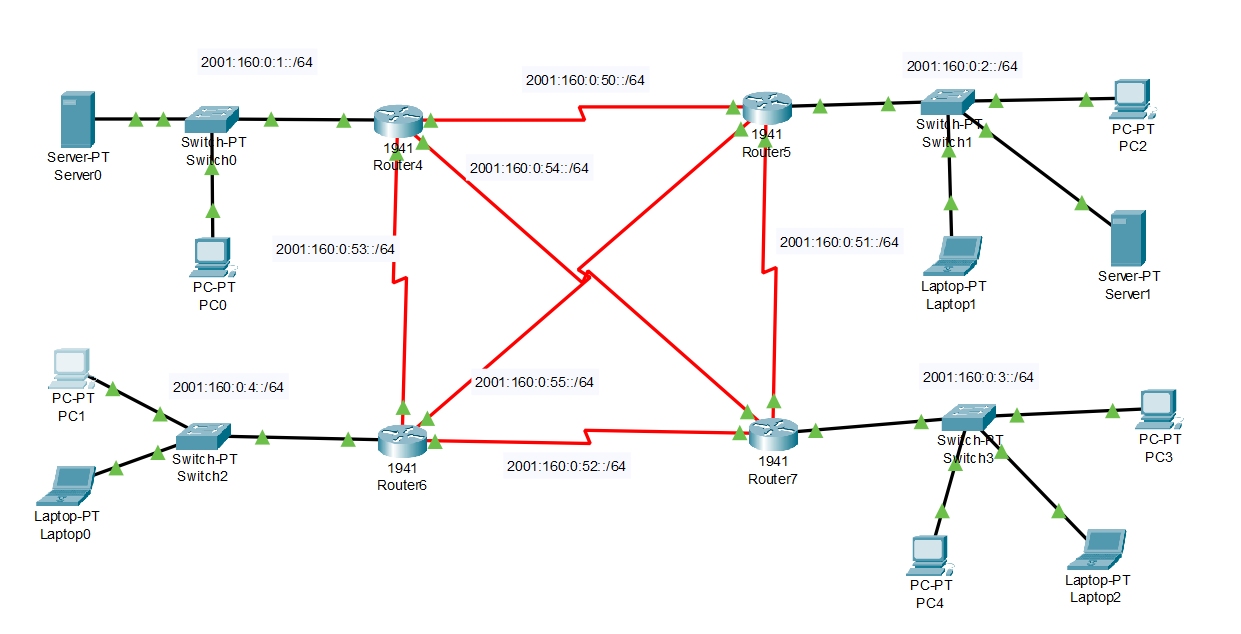 2001:160:0:1::/64
2001:160:0:50::/64
2001:160:0:2::/64
Server-PT
Server0
Switch-PT
Switch0
1941
Router4
1941
Router5
Switch-PT
Switch1
PC-PT
PC2
2001:160:0:54::/64
2001:160:0:53::/64
2001:160:0:51::/64
PC-PT
PC0
Laptop-PT
Laptop1
Server-PT
Server1
2001:160:0:4::/64
2001:160:0:55::/64
2001:160:0:3::/64
PC-PT
PC1
Switch-PT
Switch2
1941
Router6
2001:160:0:52::/64
1941
Router7
Switch-PT
Switch3
PC-PT
PC3
Laptop-PT
Laptop0
PC-PT
PC4
Laptop-PT
Laptop2